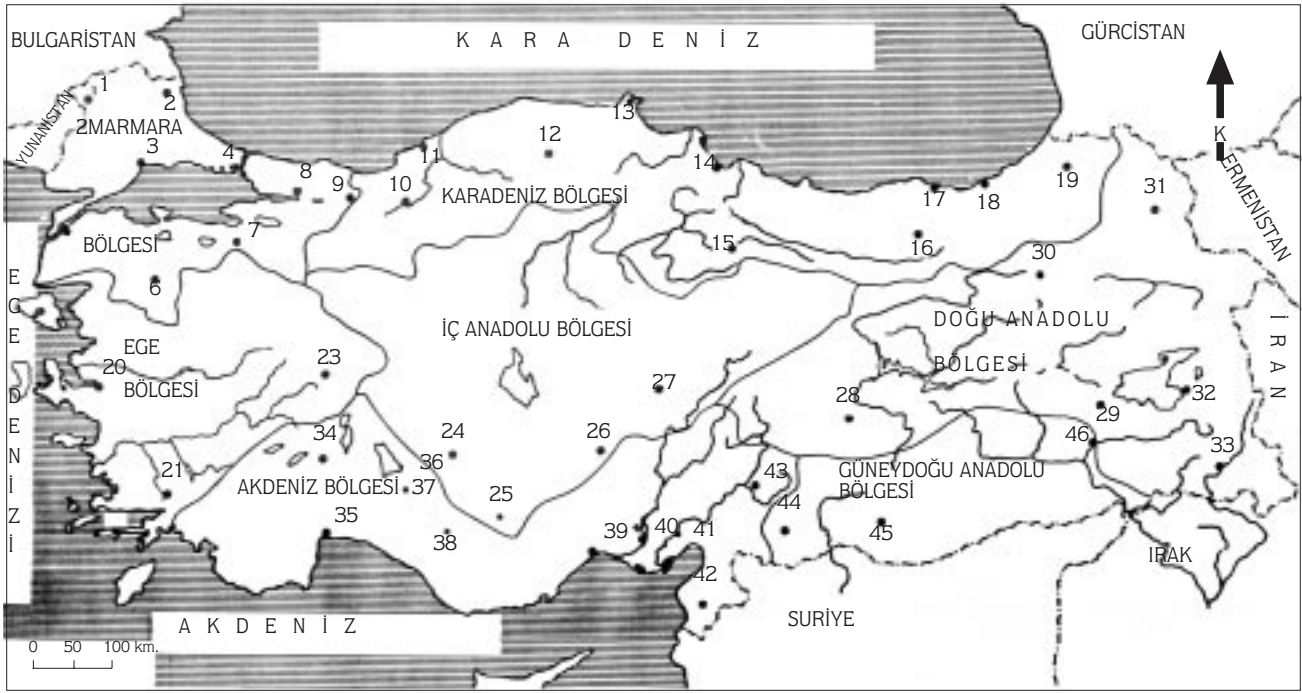 BULGARİSTAN
K A R A D E N İ Z
GÜRCİSTAN
YUNANİSTAN
1
2
2MARMARA
3
4
8
9
10
11
12
13
14
KARADENİZ BÖLGESİ
17
18
19
31
K
ERMENİSTAN
BÖLGESİ
7
6
15
16
30
E G E D E N İ Z İ
EGE
20
BÖLGESİ
23
İÇ ANADOLU BÖLGESİ
DOĞU ANADOLU
BÖLGESİ
İRAN
27
28
29
32
46
33
34
24
36
26
21
AKDENİZ BÖLGESİ
37
25
35
38
39
40
41
42
43
44
GÜNEYDOĞU ANADOLU
BÖLGESİ
45
IRAK
SURİYE
A K D E N İ Z
0 50 100 km.